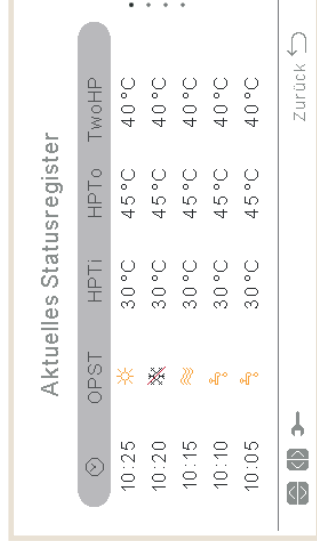 Aktuelles Statusregister
OPST HPTi HPTo TwoHP
10:25 30°C 45°C 40°C
10:20 30°C 45°C 40°C
10:15 30°C 45°C 40°C
10:10 30°C 45°C 40°C
10:05 30°C 45°C 40°C
Zurück